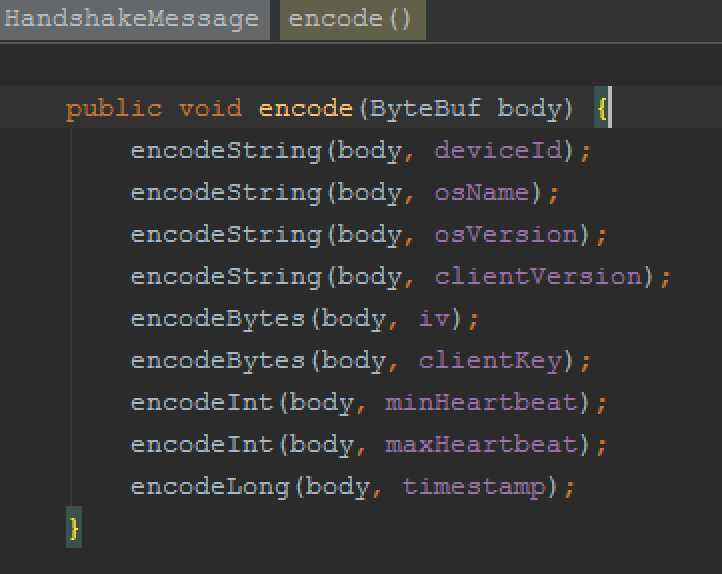 HandshakeMessage encode()
public void encode(ByteBuf body) {
encodeString(body, deviceId);
encodeString(body, osName);
encodeString(body, osVersion);
encodeString(body, clientVersion);
encodeBytes(body, iv);
encodeBytes(body, clientKey);
encodeInt(body, minHeartbeat);
encodeInt(body, maxHeartbeat);
encodeLong(body, timestamp);
}